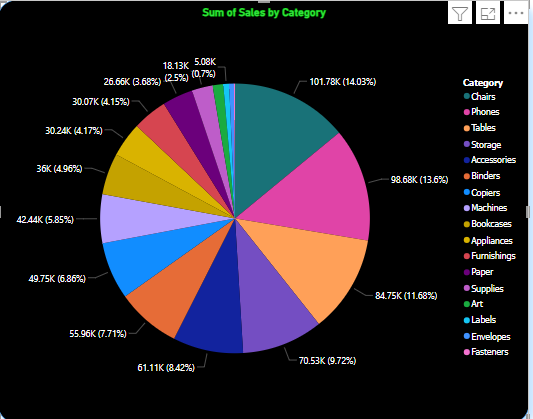 Sum of Sales by Category
18.13K
(2.5%)
5.08K
(0.7%)
26.66K (3.68%)
101.78K (14.03%)
30.07K (4.15%)
30.24K (4.17%)
36K (4.96%)
98.68K (13.6%)
42.44K (5.85%)
49.75K (6.86%)
84.75K (11.68%)
55.96K (7.71%)
61.11K (8.42%)
70.53K (9.72%)
Category
Chairs
Phones
Tables
Storage
Accessories
Binders
Copiers
Machines
Bookcases
Appliances
Furnishings
Paper
Supplies
Art
Labels
Envelopes
Fasteners